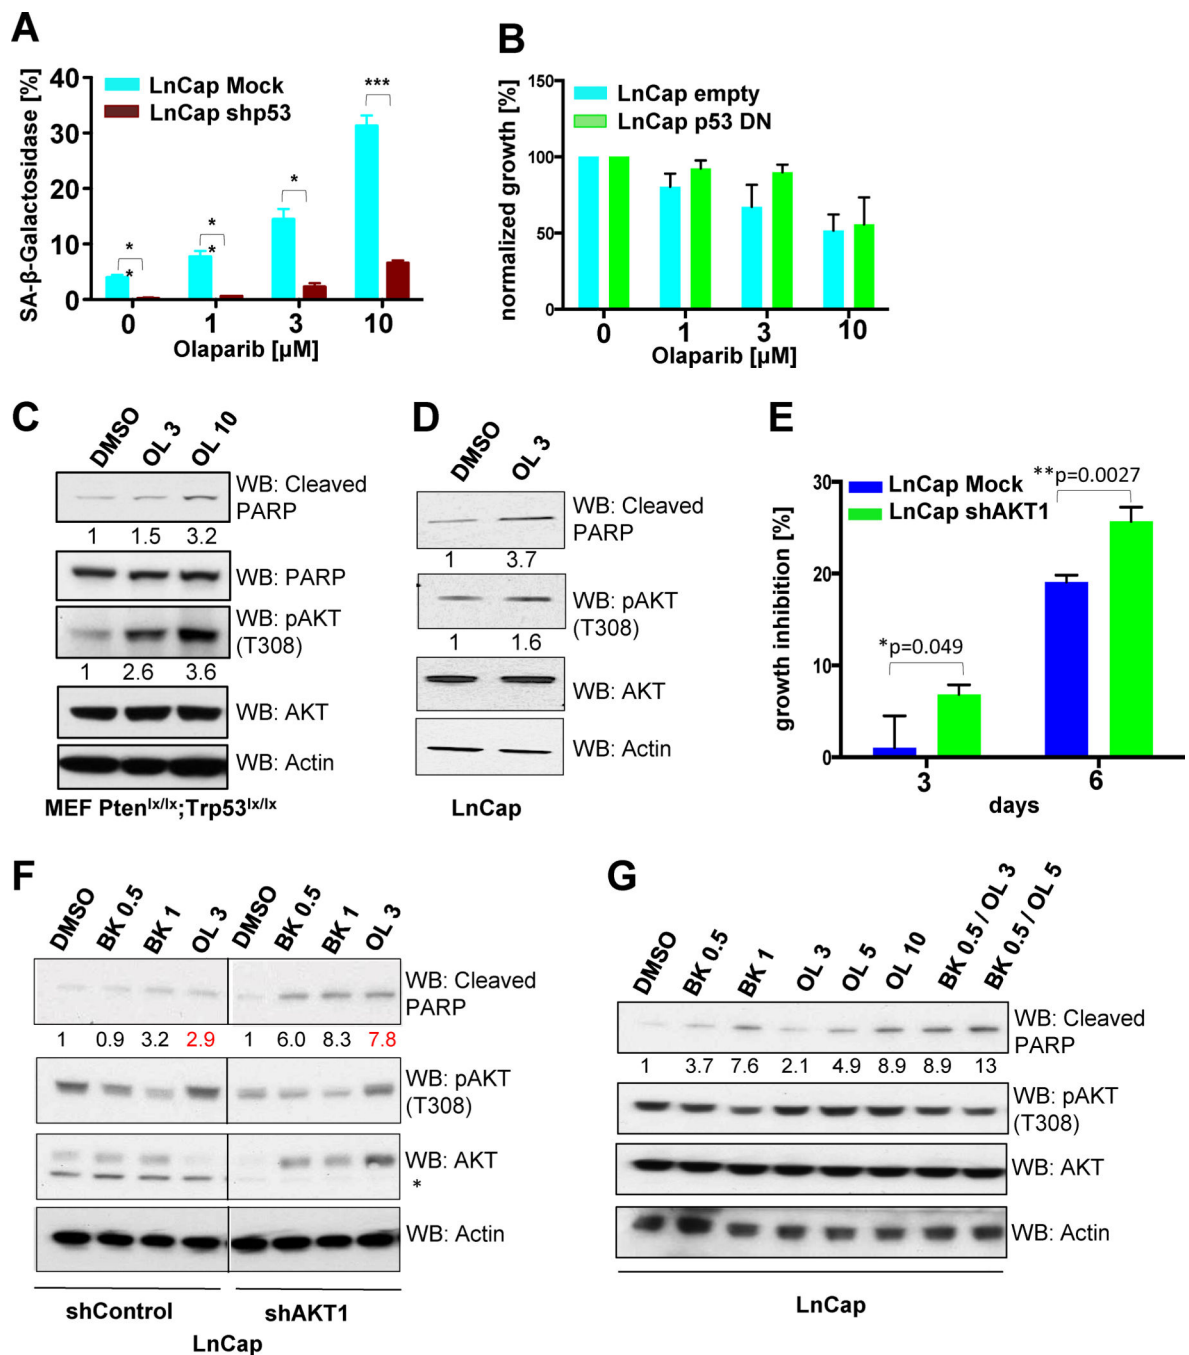 A
SA-β-Galactosidase [%]
40
30
20
10
0
LnCap Mock
LnCap shp53
*
*
*
*
*
***
0 1 3 10
Olaparib [µM]
B
normalized growth [%]
150
100
50
0
LnCap empty
LnCap p53 DN
0 1 3 10
Olaparib [µM]
C
DMSO OL 3 OL 10
WB: Cleaved
PARP
1 1.5 3.2
WB: PARP
WB: pAKT
(T308)
1 2.6 3.6
WB: AKT
WB: Actin
MEF Ptenlx/lx;Trp53lx/lx
D
DMSO OL 3
WB: Cleaved
PARP
1 3.7
WB: pAKT
(T308)
1 1.6
WB: AKT
WB: Actin
LnCap
E
growth inhibition [%]
30
20
10
0
LnCap Mock
LnCap shAKT1
**p=0.0027
*p=0.049
3 6
days
F
DMSO BK 0.5 BK 1 OL 3 DMSO BK 0.5 BK 1 OL 3
WB: Cleaved
PARP
1 0.9 3.2 2.9 1 6.0 8.3 7.8
WB: pAKT
(T308)
WB: AKT
*
WB: Actin
shControl shAKT1
LnCap
G
DMSO BK 0.5 BK 1 OL 3 OL 5 OL 10 BK 0.5 / OL 3 BK 0.5 / OL 5
WB: Cleaved
PARP
1 3.7 7.6 2.1 4.9 8.9 8.9 13
WB: pAKT
(T308)
WB: AKT
WB: Actin
LnCap